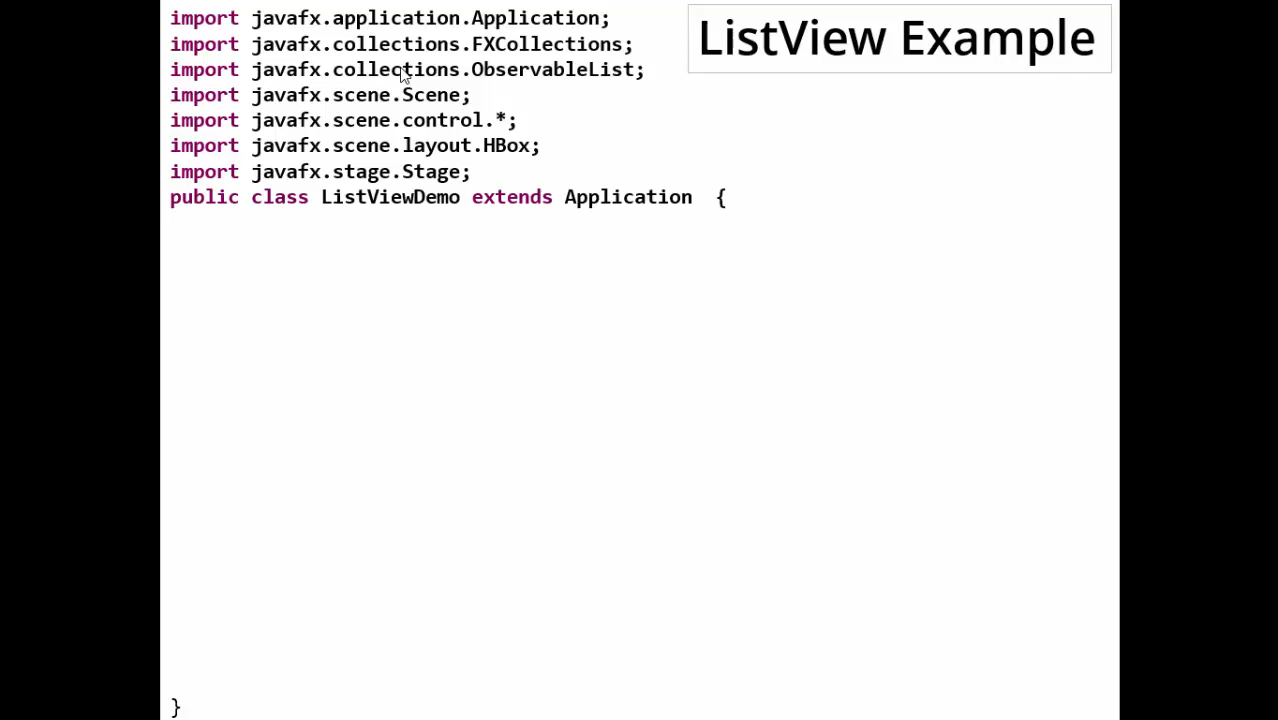 import javafx.application.Application;
ListView Example
import javafx.collections.FXCollections;
import javafx.collections.ObservableList;
import javafx.scene.Scene;
import javafx.scene.control.*;
import javafx.scene.layout.HBox;
import javafx.stage.Stage;
public class ListViewDemo extends Application  {
}